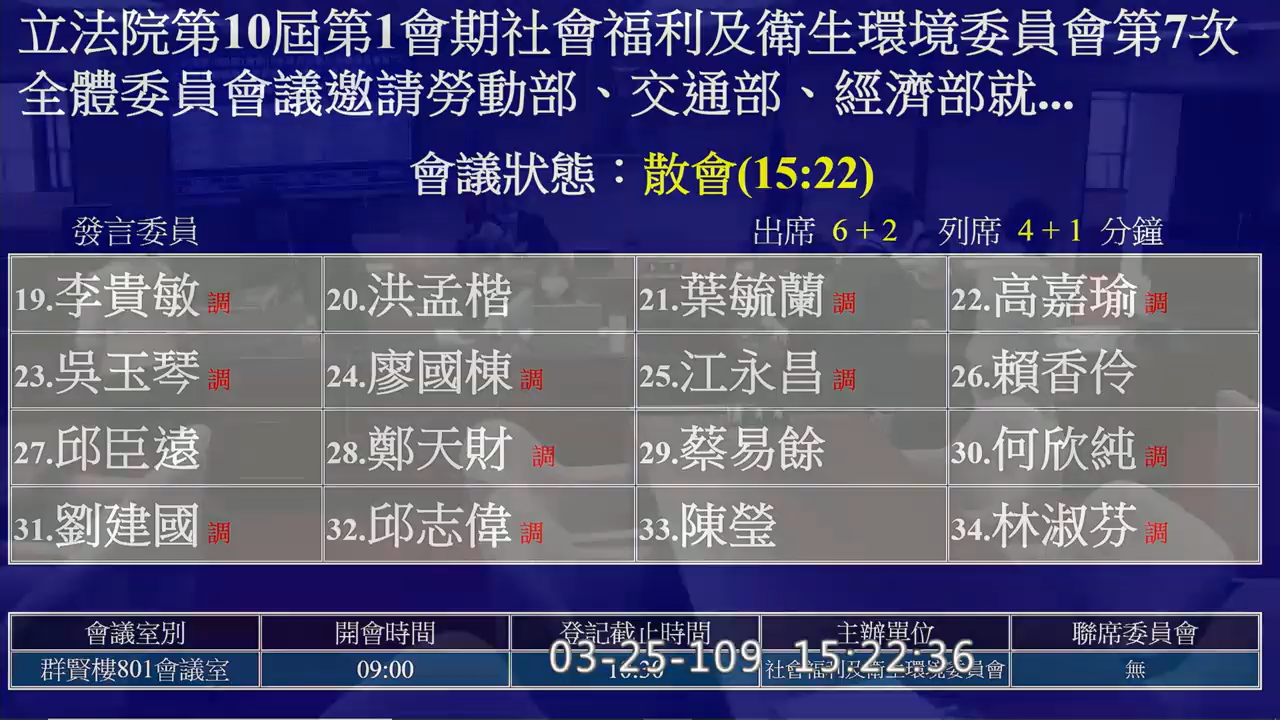 立法院第10屆第1會期社會福利及衛生環境委員會第7次
全體委員會議邀請勞動部、交通部、經濟部就...
會議狀態：散會(15:22)
發言委員 出席 6 + 2 列席 4 + 1 分鐘
19.李貴敏 調 20.洪孟楷 21.葉毓蘭 調 22.高嘉瑜 調
23.吳玉琴 調 24.廖國棟 調 25.江永昌 調 26.賴香伶
27.邱臣遠 28.鄭天財 調 29.蔡易餘 30.何欣純 調
31.劉建國 調 32.邱志偉 調 33.陳瑩 34.林淑芬 調
會議室別 開會時間 登記截止時間 主辦單位 聯席委員會
03-25-109 15:22:36
群賢樓801會議室 09:00 10:30 社會福利及衛生環境委員會 無